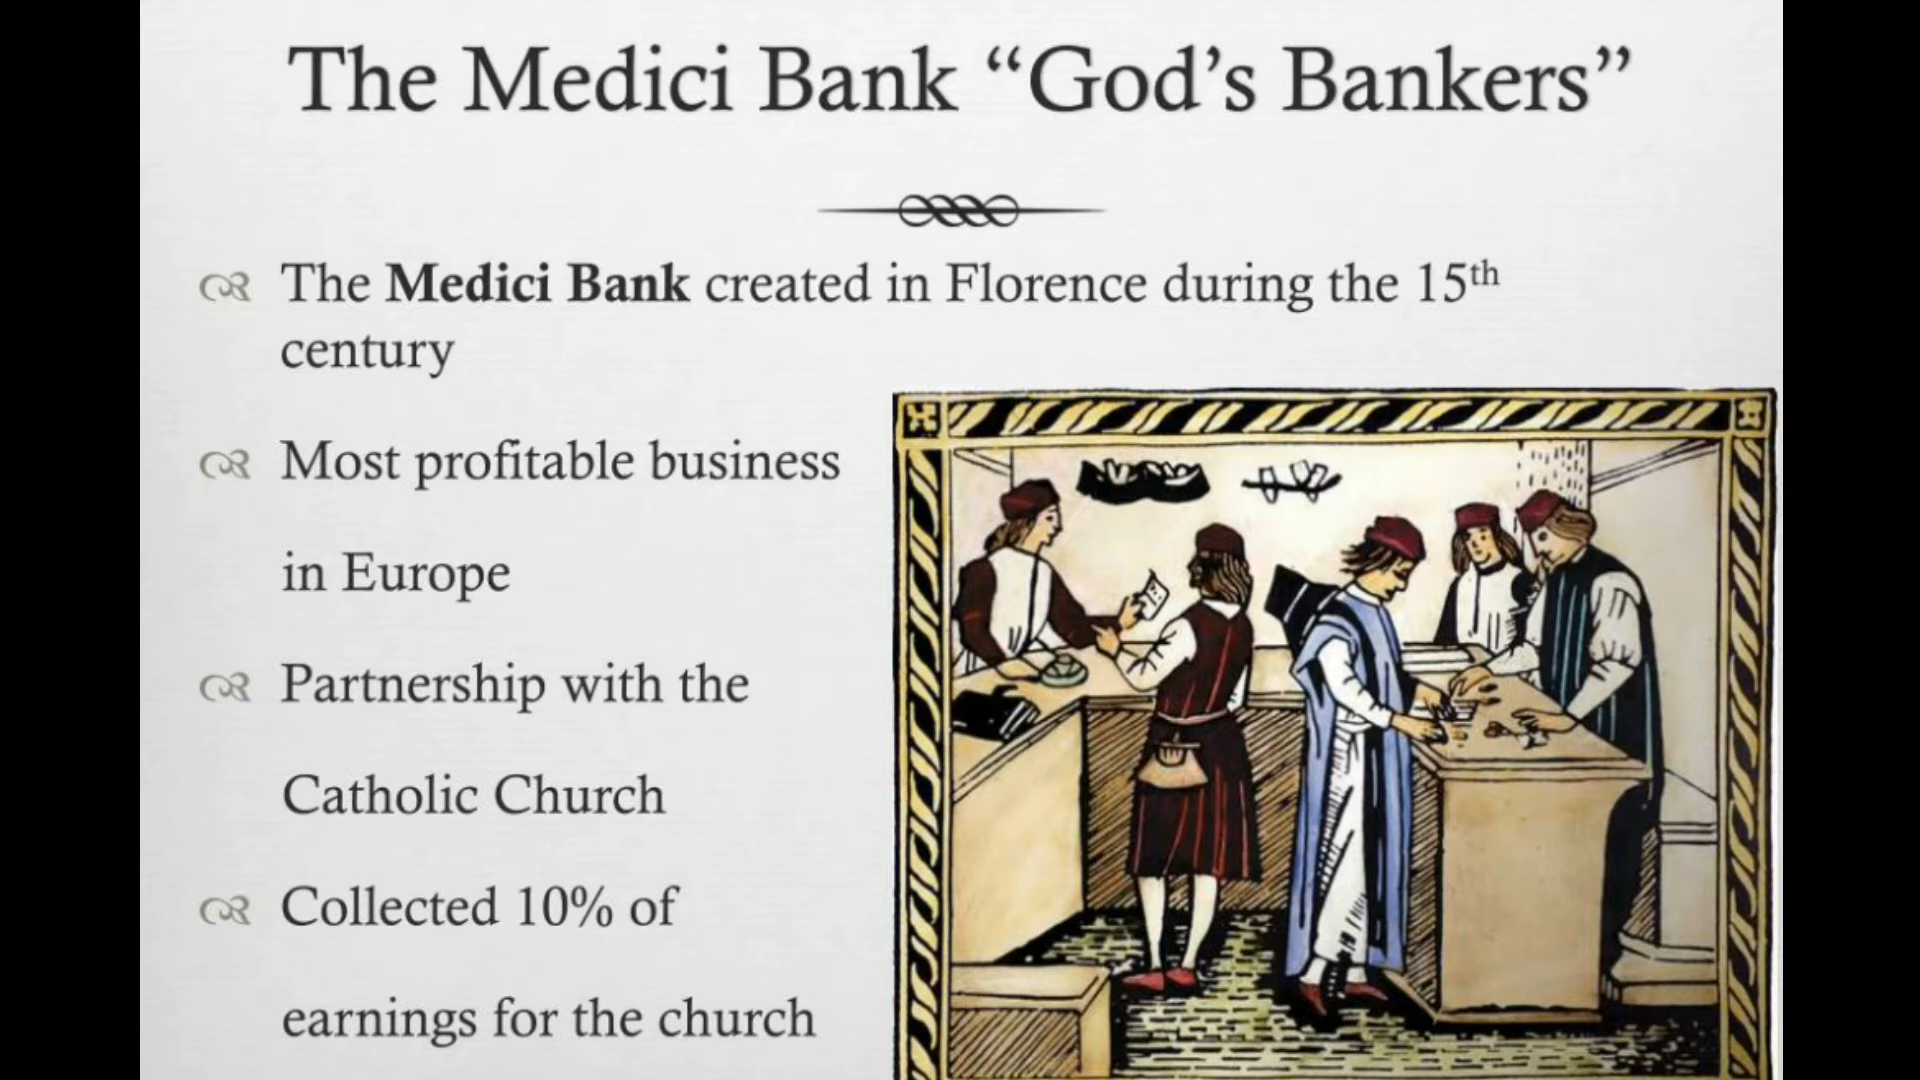 The Medici Bank “God’s Bankers”
The Medici Bank created in Florence during the 15th
century
Most profitable business
in Europe
Partnership with the
Catholic Church
Collected 10% of
earnings for the church